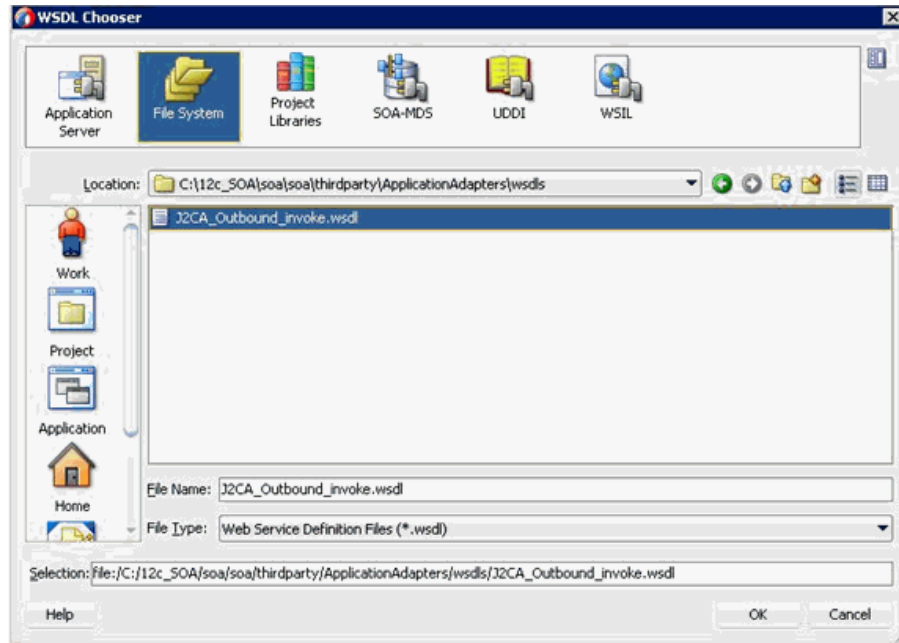 WSDL Chooser
Application Server
File System
Project Libraries
SOA-MDS
UDDI
WSIL
Location:
C:\12c_SOA\soa\soa\thirdparty\ApplicationAdapters\wsdls
J2CA_Outbound_invoke.wsdl
Work
Project
Application
Home
File Name: J2CA_Outbound_invoke.wsdl
File Type: Web Service Definition Files (*.wsdl)
Selection: file:/C:/12c_SOA/soa/soa/thirdparty/ApplicationAdapters/wsdls/J2CA_Outbound_invoke.wsdl
Help
OK
Cancel